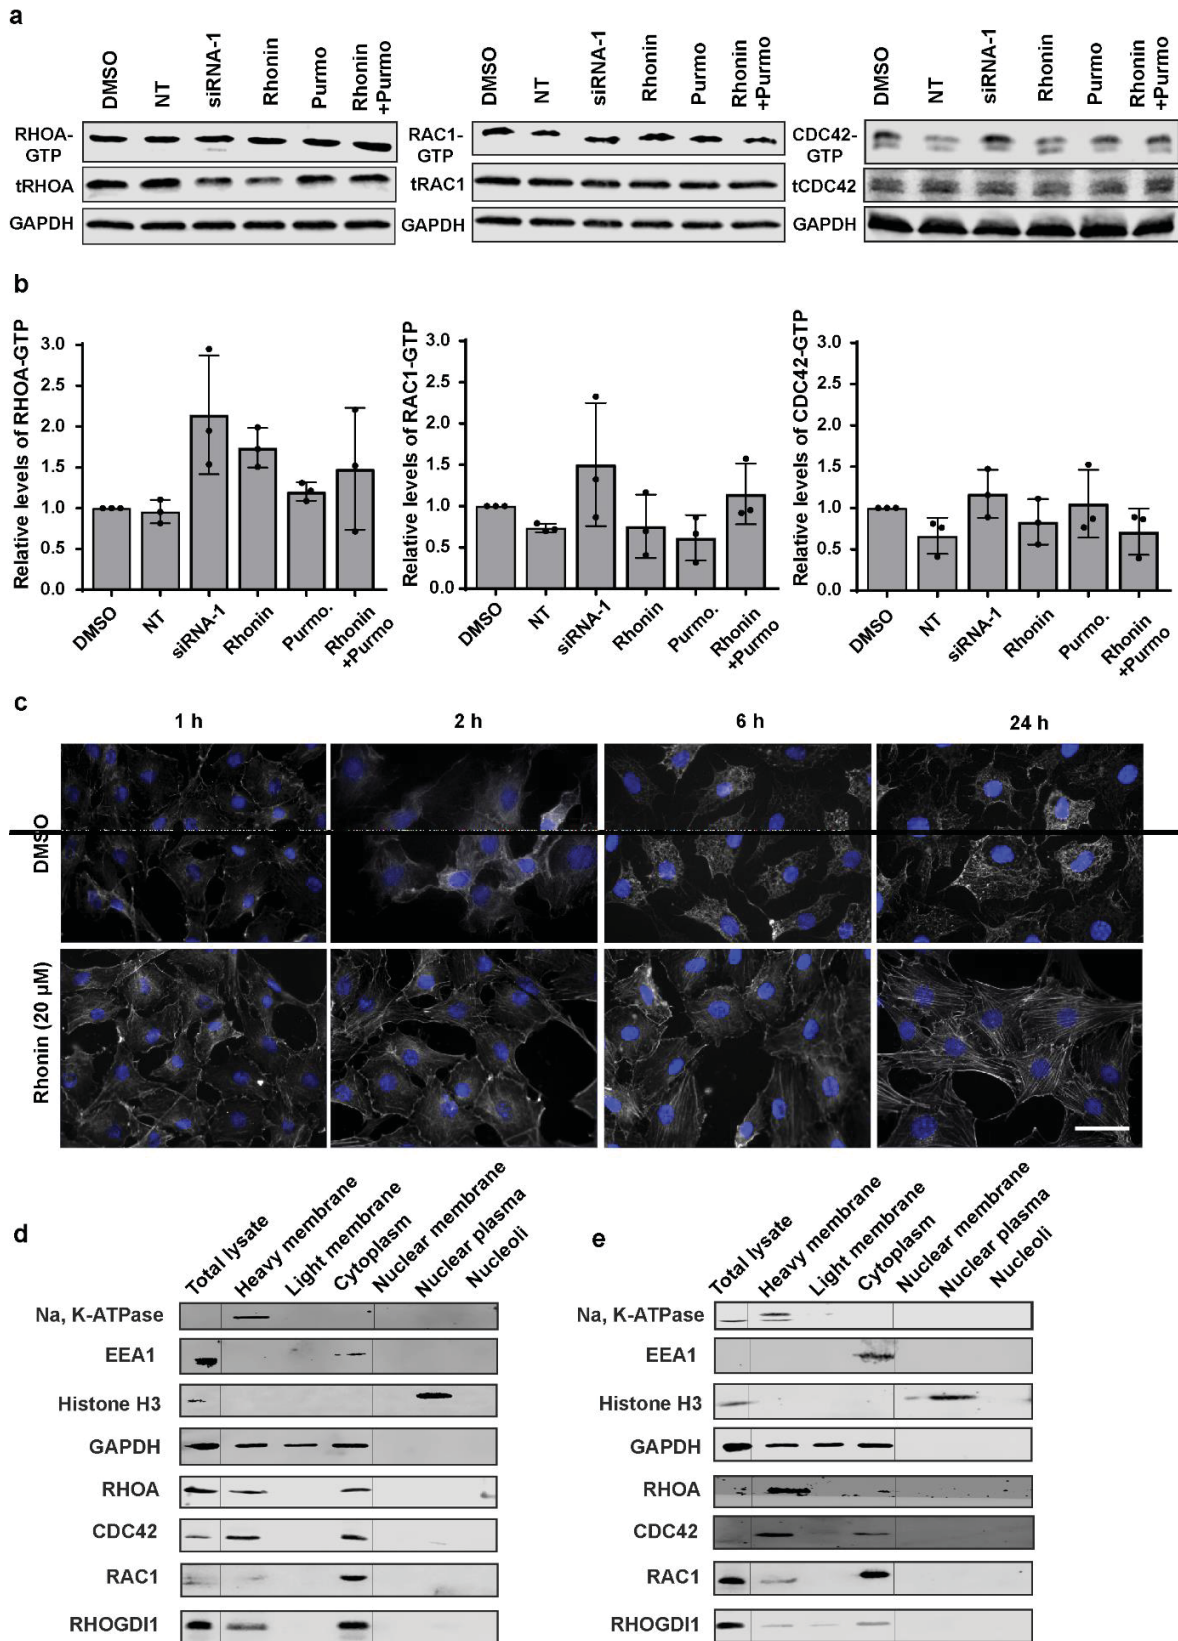 a
DMSO
NT
siRNA-1
Rhonin
Purmo
Rhonin
+Purmo
RHOA-
GTP
tRHOA
GAPDH
DMSO
NT
siRNA-1
Rhonin
Purmo
Rhonin
+Purmo
RAC1-
GTP
tRAC1
GAPDH
DMSO
NT
siRNA-1
Rhonin
Purmo
Rhonin
+Purmo
CDC42-
GTP
tCDC42
GAPDH
b
Relative levels of RHOA-GTP
3.0
2.5
2.0
1.5
1.0
0.5
0.0
DMSO
NT
siRNA-1
Rhonin
Purmo.
Rhonin
+Purmo
Relative levels of RAC1-GTP
3.0
2.5
2.0
1.5
1.0
0.5
0.0
DMSO
NT
siRNA-1
Rhonin
Purmo.
Rhonin
+Purmo
Relative levels of CDC42-GTP
3.0
2.5
2.0
1.5
1.0
0.5
0.0
DMSO
NT
siRNA-1
Rhonin
Purmo.
Rhonin
+Purmo
c
1 h
2 h
6 h
24 h
DMSO
Rhonin (20 µM)
d
Total lysate
Heavy membrane
Light membrane
Cytoplasm
Nuclear membrane
Nuclear plasma
Nucleoli
Na, K-ATPase
EEA1
Histone H3
GAPDH
RHOA
CDC42
RAC1
RHOGDI1
e
Total lysate
Heavy membrane
Light membrane
Cytoplasm
Nuclear membrane
Nuclear plasma
Nucleoli
Na, K-ATPase
EEA1
Histone H3
GAPDH
RHOA
CDC42
RAC1
RHOGDI1